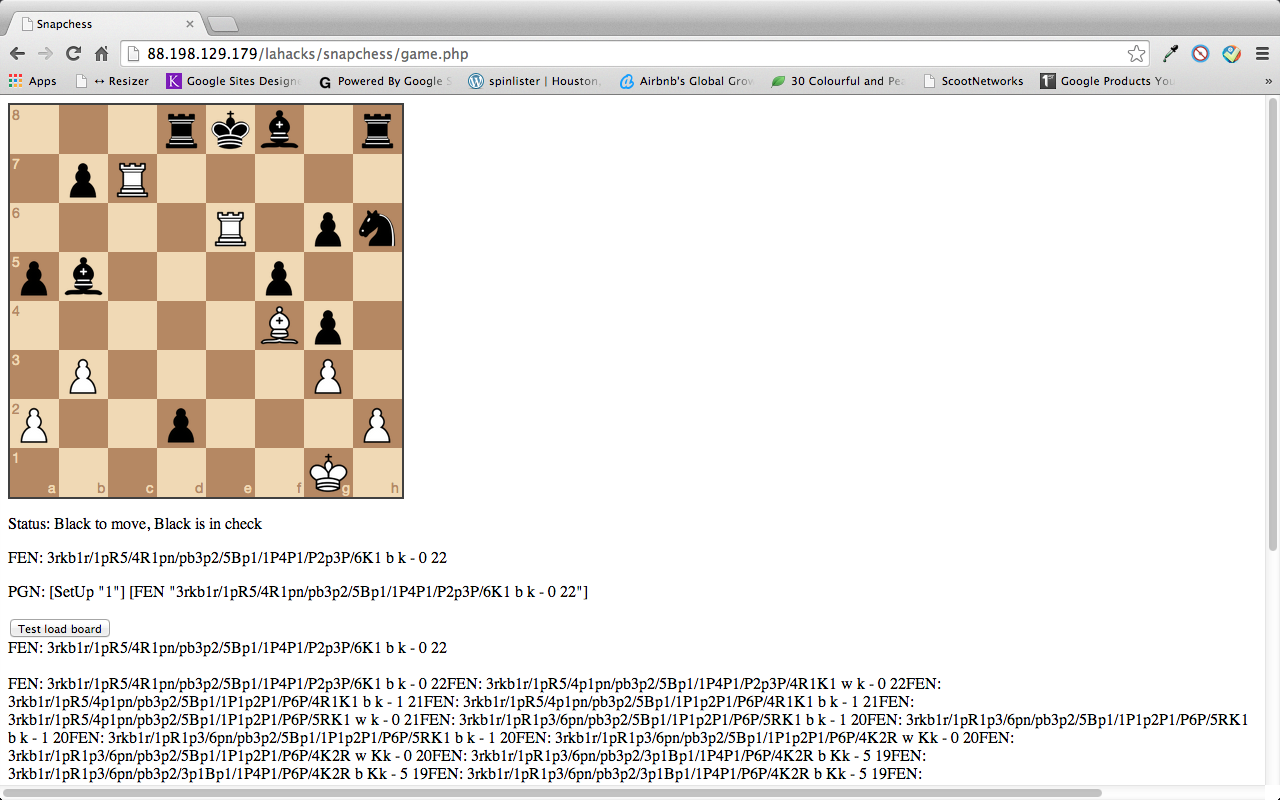 Snapchess
88.198.129.179/lahacks/snapchess/game.php
Apps ↔ Resizer K Google Sites Designe G Powered By Google S spinlister | Houston, Airbnb's Global Grow 30 Colourful and Pea ScootNetworks 1st Google Products You »
8
7
6
5
4
3
2
1
a b c d e f g h
Status: Black to move, Black is in check
FEN: 3rkb1r/1pR5/4R1pn/pb3p2/5Bp1/1P4P1/P2p3P/6K1 b k - 0 22
PGN: [SetUp "1"] [FEN "3rkb1r/1pR5/4R1pn/pb3p2/5Bp1/1P4P1/P2p3P/6K1 b k - 0 22"]
Test load board
FEN: 3rkb1r/1pR5/4R1pn/pb3p2/5Bp1/1P4P1/P2p3P/6K1 b k - 0 22
FEN: 3rkb1r/1pR5/4R1pn/pb3p2/5Bp1/1P4P1/P2p3P/6K1 b k - 0 22FEN: 3rkb1r/1pR5/4p1pn/pb3p2/5Bp1/1P4P1/P2p3P/4R1K1 w k - 0 22FEN:
3rkb1r/1pR5/4p1pn/pb3p2/5Bp1/1P1p2P1/P6P/4R1K1 b k - 1 21FEN: 3rkb1r/1pR5/4p1pn/pb3p2/5Bp1/1P1p2P1/P6P/4R1K1 b k - 1 21FEN:
3rkb1r/1pR5/4p1pn/pb3p2/5Bp1/1P1p2P1/P6P/5RK1 w k - 0 21FEN: 3rkb1r/1pR1p3/6pn/pb3p2/5Bp1/1P1p2P1/P6P/5RK1 b k - 1 20FEN: 3rkb1r/1pR1p3/6pn/pb3p2/5Bp1/1P1p2P1/P6P/5RK1
b k - 1 20FEN: 3rkb1r/1pR1p3/6pn/pb3p2/5Bp1/1P1p2P1/P6P/5RK1 b k - 1 20FEN: 3rkb1r/1pR1p3/6pn/pb3p2/5Bp1/1P1p2P1/P6P/4K2R w Kk - 0 20FEN:
3rkb1r/1pR1p3/6pn/pb3p2/5Bp1/1P1p2P1/P6P/4K2R w Kk - 0 20FEN: 3rkb1r/1pR1p3/6pn/pb3p2/3p1Bp1/1P4P1/P6P/4K2R b Kk - 5 19FEN:
3rkb1r/1pR1p3/6pn/pb3p2/3p1Bp1/1P4P1/P6P/4K2R b Kk - 5 19FEN: 3rkb1r/1pR1p3/6pn/pb3p2/3p1Bp1/1P4P1/P6P/4K2R b Kk - 5 19FEN: